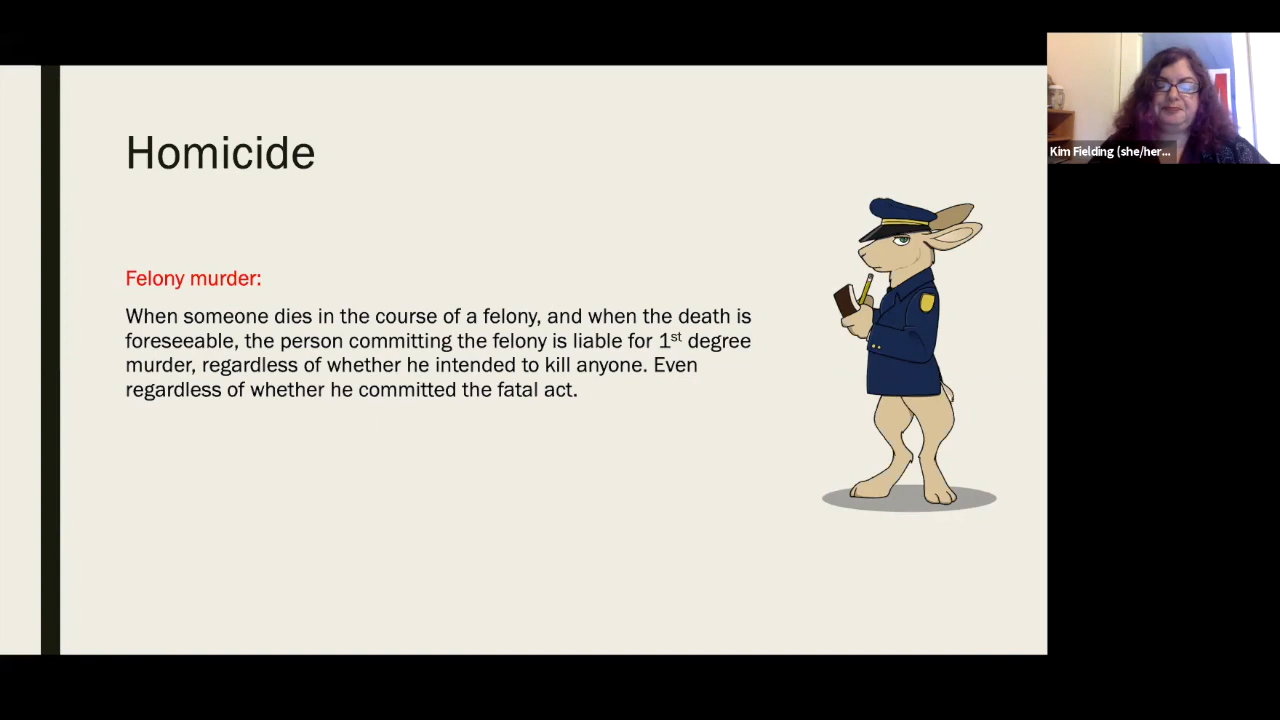 Homicide
Felony murder:
When someone dies in the course of a felony, and when the death is
foreseeable, the person committing the felony is liable for 1st degree
murder, regardless of whether he intended to kill anyone. Even
regardless of whether he committed the fatal act.
Kim Fielding (she/her...